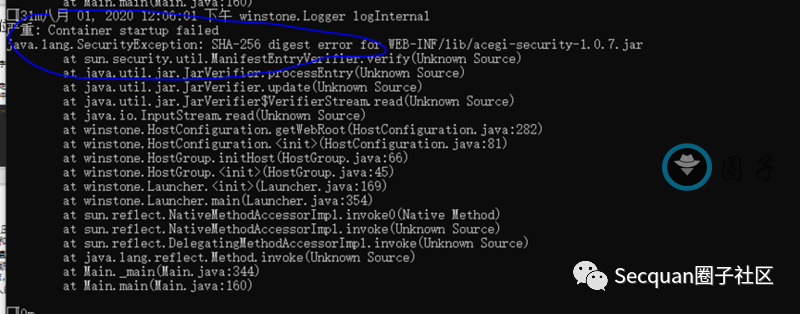 at Main.main(Main.java:160)
[31m八月 01, 2020 12:06:01 下午 winstone.Logger logInternal
严重: Container startup failed
java.lang.SecurityException: SHA-256 digest error for WEB-INF/lib/acegi-security-1.0.7.jar
at sun.security.util.ManifestEntryVerifier.verify(Unknown Source)
at java.util.jar.JarVerifier.processEntry(Unknown Source)
at java.util.jar.JarVerifier.update(Unknown Source)
at java.util.jar.JarVerifier$VerifierStream.read(Unknown Source)
at java.io.InputStream.read(Unknown Source)
at winstone.HostConfiguration.getWebRoot(HostConfiguration.java:282)
at winstone.HostConfiguration.<init>(HostConfiguration.java:81)
at winstone.HostGroup.initHost(HostGroup.java:66)
at winstone.HostGroup.<init>(HostGroup.java:45)
at winstone.Launcher.<init>(Launcher.java:169)
at winstone.Launcher.main(Launcher.java:354)
at sun.reflect.NativeMethodAccessorImpl.invoke0(Native Method)
at sun.reflect.NativeMethodAccessorImpl.invoke(Unknown Source)
at sun.reflect.DelegatingMethodAccessorImpl.invoke(Unknown Source)
at java.lang.reflect.Method.invoke(Unknown Source)
at Main._main(Main.java:344)
at Main.main(Main.java:160)
[0m
圈子
Secquan圈子社区